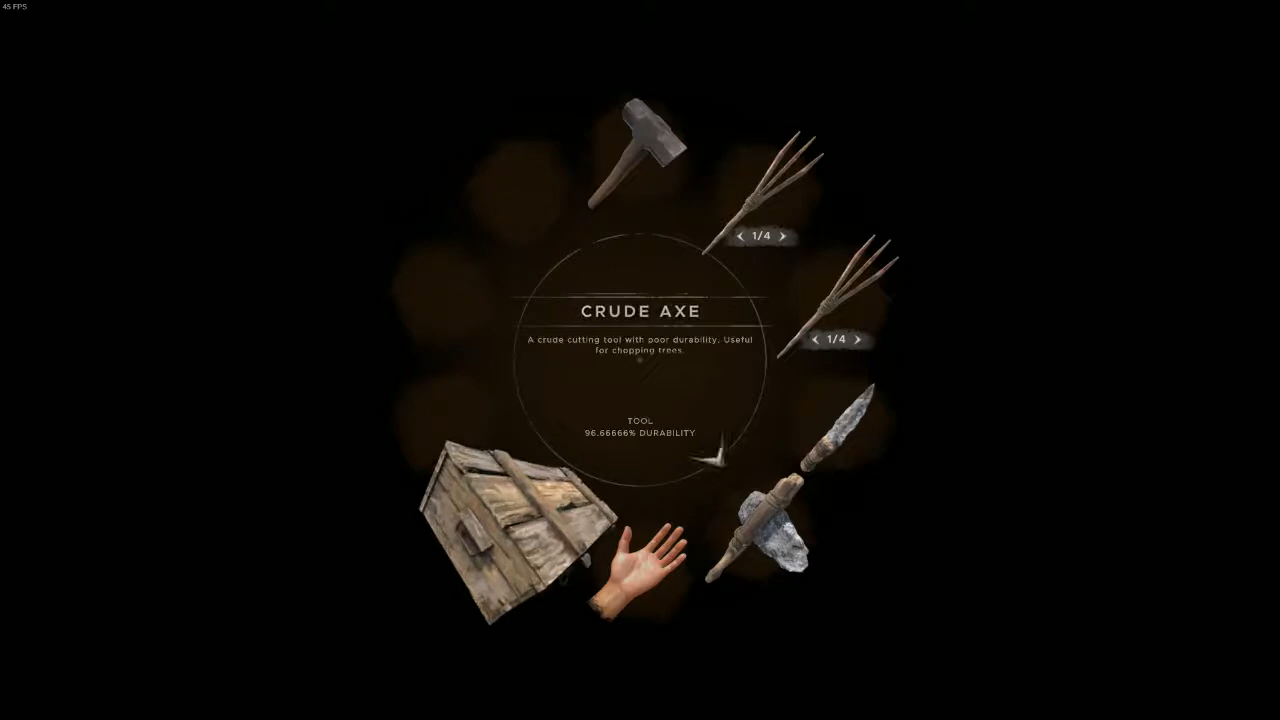 45 FPS
1/4
CRUDE AXE
1/4
A crude cutting tool with poor durability. Useful
for chopping trees.
TOOL
96.66666% DURABILITY